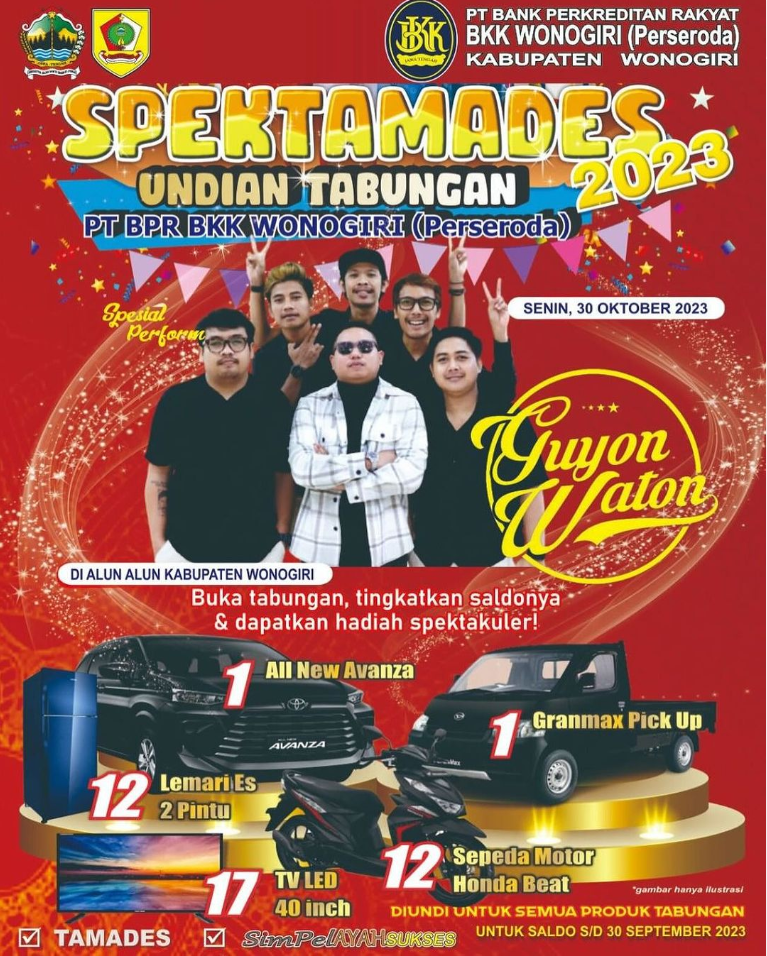 PT BANK PERKREDITAN RAKYAT
BKK WONOGIRI (Perseroda)
KABUPATEN WONOGIRI
BKK
JAWA TENGAH
SPEKTAMADES
2023
UNDIAN TABUNGAN
PT BPR BKK WONOGIRI (Perseroda)
SENIN, 30 OKTOBER 2023
Spesial
Perform
Guyon
Waton
DI ALUN ALUN KABUPATEN WONOGIRI
Buka tabungan, tingkatkan saldonya
& dapatkan hadiah spektakuler!
1 All New Avanza
AVANZA
1 Granmax Pick Up
12 Lemari Es
2 Pintu
12 Sepeda Motor
Honda Beat
17 TV LED
40 inch
*gambar hanya ilustrasi
DIUNDI UNTUK SEMUA PRODUK TABUNGAN
UNTUK SALDO S/D 30 SEPTEMBER 2023
TAMADES
SimPelAYAHSUKSES